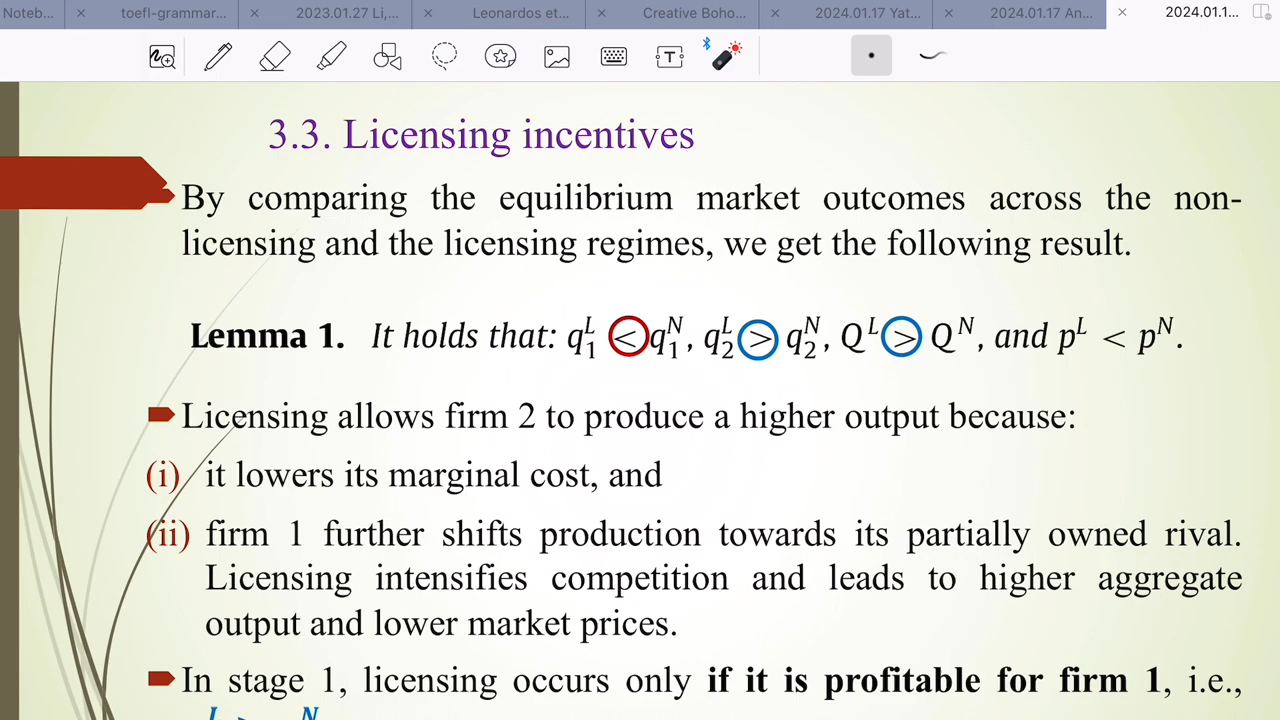 Noteb... toefl-grammar... 2023.01.27 Li,... Leonardos et... Creative Boho... 2024.01.17 Yat... 2024.01.17 An... 2024.01.1...
3.3. Licensing incentives
By comparing the equilibrium market outcomes across the non-
licensing and the licensing regimes, we get the following result.
Lemma 1. It holds that: q₁ᴸ < q₁ᴺ, q₂ᴸ > q₂ᴺ, Qᴸ > Qᴺ, and pᴸ < pᴺ.
Licensing allows firm 2 to produce a higher output because:
(i) it lowers its marginal cost, and
(ii) firm 1 further shifts production towards its partially owned rival.
Licensing intensifies competition and leads to higher aggregate
output and lower market prices.
In stage 1, licensing occurs only if it is profitable for firm 1, i.e.,